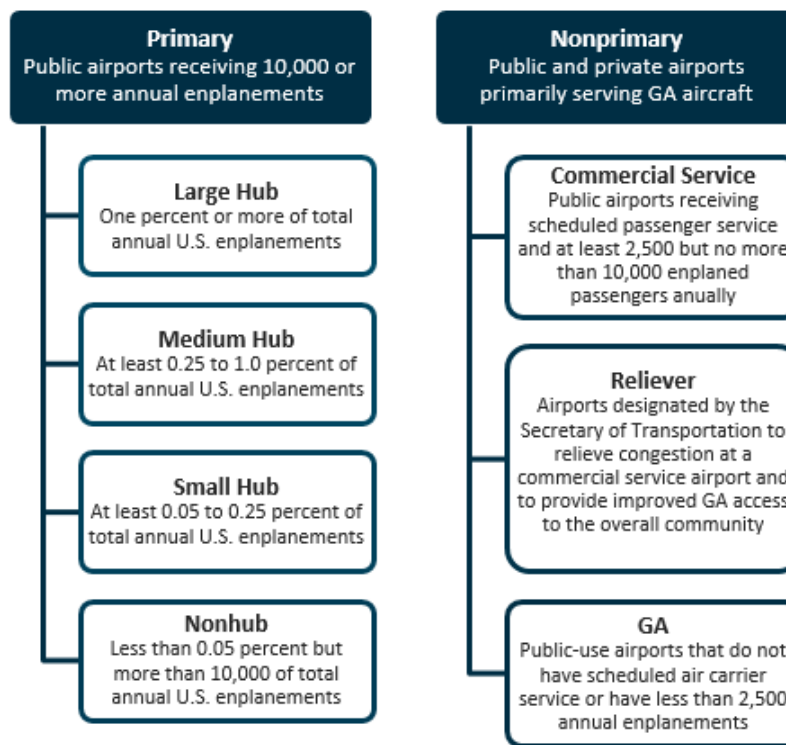 Primary
Public airports receiving 10,000 or
more annual enplanements
Large Hub
One percent or more of total
annual U.S. enplanements
Medium Hub
At least 0.25 to 1.0 percent of
total annual U.S. enplanements
Small Hub
At least 0.05 to 0.25 percent of
total annual U.S. enplanements
Nonhub
Less than 0.05 percent but
more than 10,000 of total
annual U.S. enplanements
Nonprimary
Public and private airports
primarily serving GA aircraft
Commercial Service
Public airports receiving
scheduled passenger service
and at least 2,500 but no more
than 10,000 enplaned
passengers anually
Reliever
Airports designated by the
Secretary of Transportation to
relieve congestion at a
commercial service airport and
to provide improved GA access
to the overall community
GA
Public-use airports that do not
have scheduled air carrier
service or have less than 2,500
annual enplanements